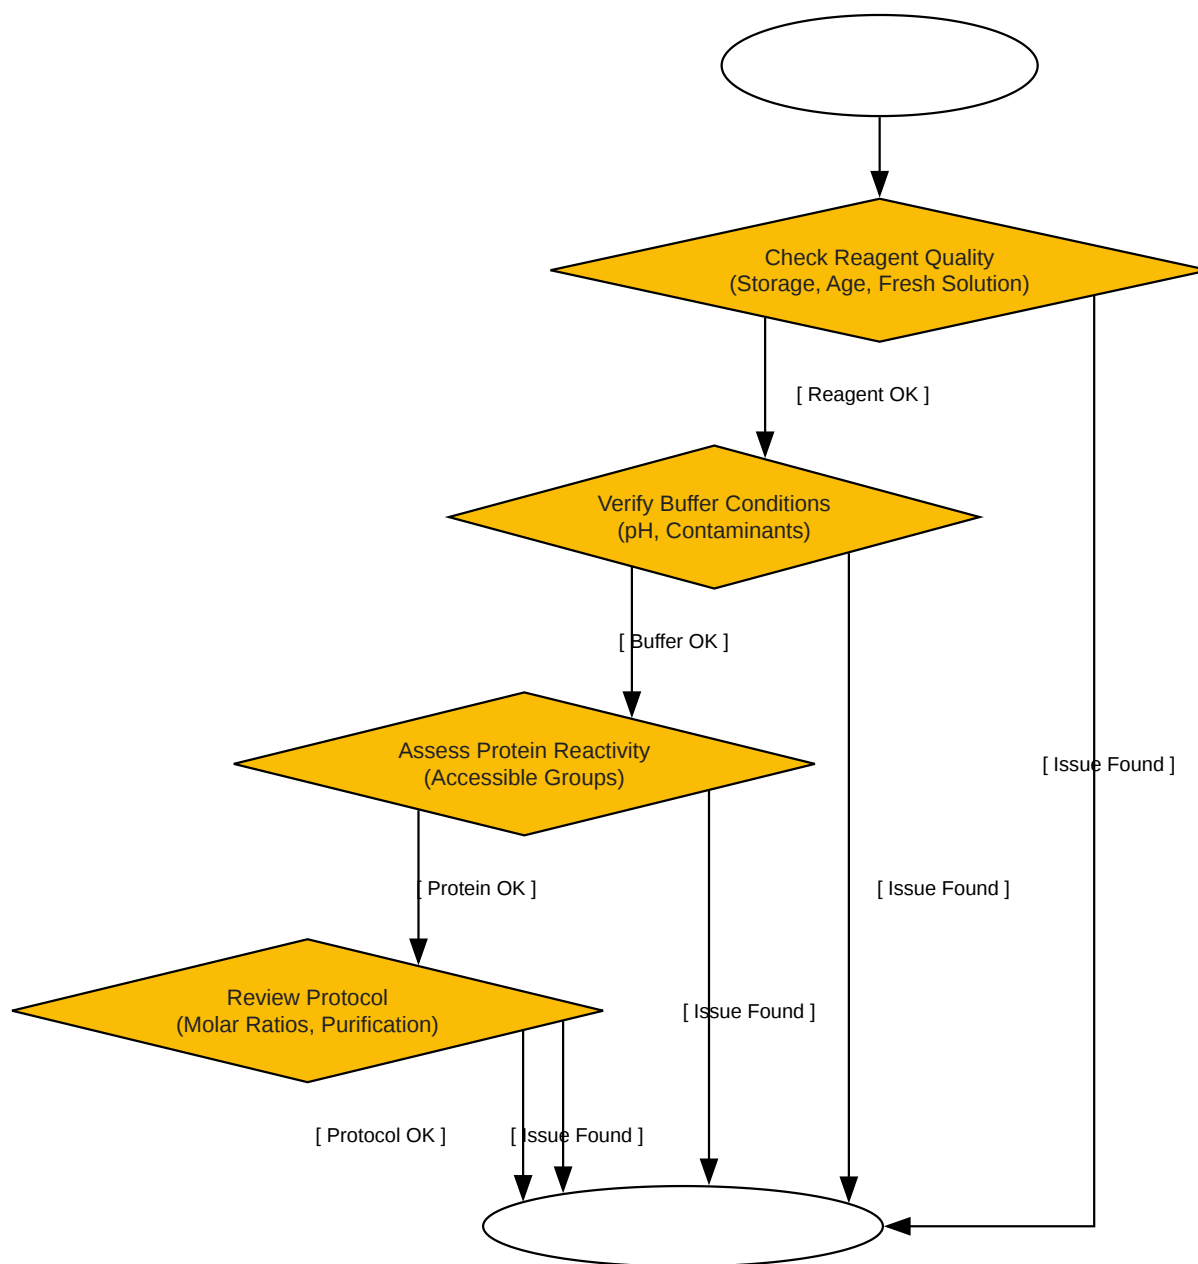 Check Reagent Quality
(Storage, Age, Fresh Solution)
[ Reagent OK ]
Verify Buffer Conditions
(pH, Contaminants)
[ Buffer OK ]
Assess Protein Reactivity
(Accessible Groups)
[ Issue Found ]
[ Protein OK ]
[ Issue Found ]
Review Protocol
(Molar Ratios, Purification)
[ Issue Found ]
[ Protocol OK ]
[ Issue Found ]